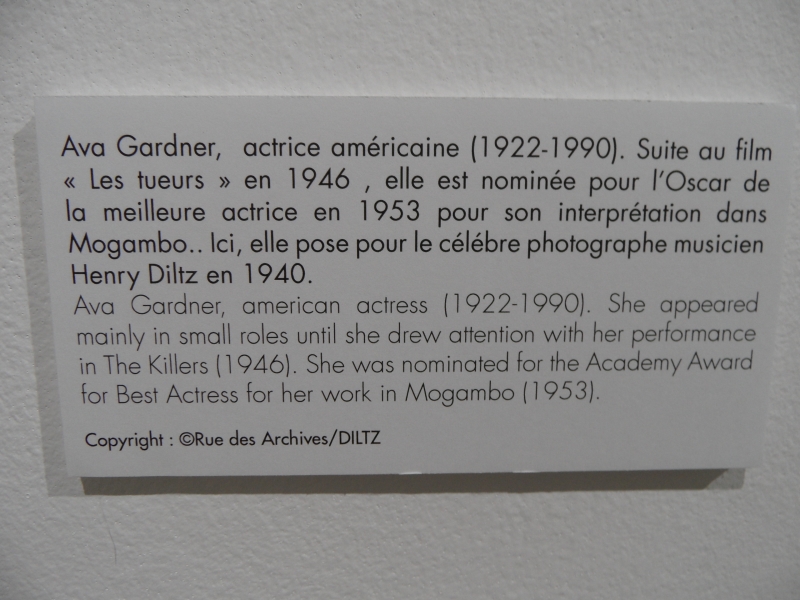 Ava Gardner, actrice américaine (1922-1990). Suite au film
« Les tueurs » en 1946 , elle est nominée pour l'Oscar de
la meilleure actrice en 1953 pour son interprétation dans
Mogambo.. Ici, elle pose pour le célébre photographe musicien
Henry Diltz en 1940.
Ava Gardner, american actress (1922-1990). She appeared
mainly in small roles until she drew attention with her performance
in The Killers (1946). She was nominated for the Academy Award
for Best Actress for her work in Mogambo (1953).
Copyright : ©Rue des Archives/DILTZ